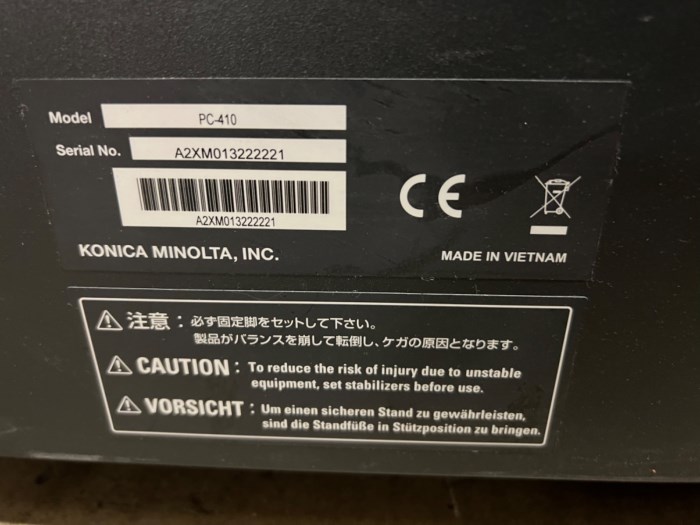 Model PC-410
Serial No. A2XM013222221
A2XM013222221
CE
KONICA MINOLTA, INC.
MADE IN VIETNAM
注意：必ず固定脚をセットして下さい。
製品がバランスを崩して転倒し、ケガの原因となります。
CAUTION : To reduce the risk of injury due to unstable
equipment, set stabilizers before use.
VORSICHT : Um einen sicheren Stand zu gewährleisten,
sind die Standfüße in Stützposition zu bringen.